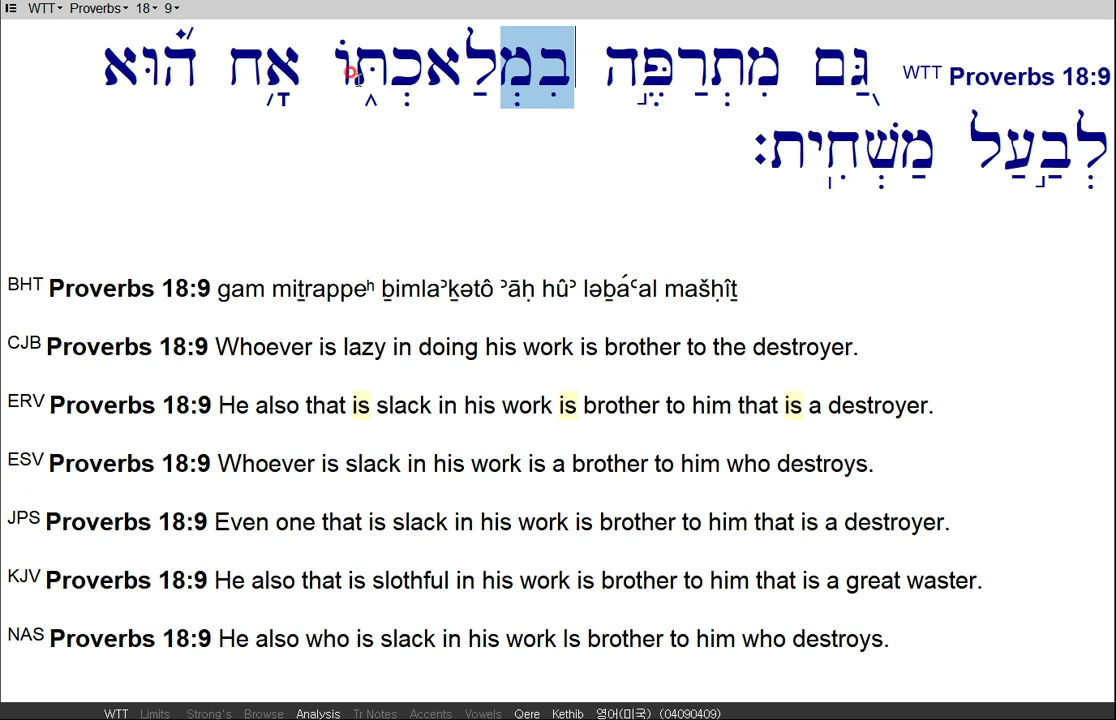 WTT Proverbs 18 9
WTT Proverbs 18:9 גַּ֭ם מִתְרַפֶּ֣ה בִמְלַאכְתּ֑וֹ אָ֥ח ה֝֗וּא
לְבַ֣עַל מַשְׁחִֽית׃
BHT Proverbs 18:9 gam miṯrappeʰ ḇimlaʾḵətô ʾāḥ hûʾ ləḇáʿal mašḥîṯ
CJB Proverbs 18:9 Whoever is lazy in doing his work is brother to the destroyer.
ERV Proverbs 18:9 He also that is slack in his work is brother to him that is a destroyer.
ESV Proverbs 18:9 Whoever is slack in his work is a brother to him who destroys.
JPS Proverbs 18:9 Even one that is slack in his work is brother to him that is a destroyer.
KJV Proverbs 18:9 He also that is slothful in his work is brother to him that is a great waster.
NAS Proverbs 18:9 He also who is slack in his work Is brother to him who destroys.
WTT Limits Strong's Browse Analysis Tr Notes Accents Vowels Qere Kethib 영어(미국) (04090409)